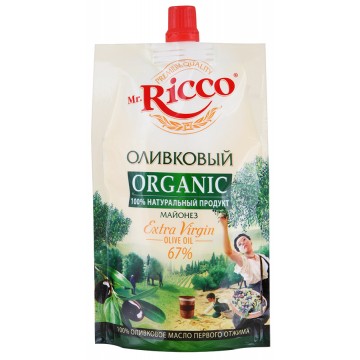 PREMIUM QUALITY
Mr. Ricco®
ОЛИВКОВЫЙ
ORGANIC
100% НАТУРАЛЬНЫЙ ПРОДУКТ
МАЙОНЕЗ
Extra Virgin
OLIVE OIL
67%
100% ОЛИВКОВОЕ МАСЛО ПЕРВОГО ОТЖИМА